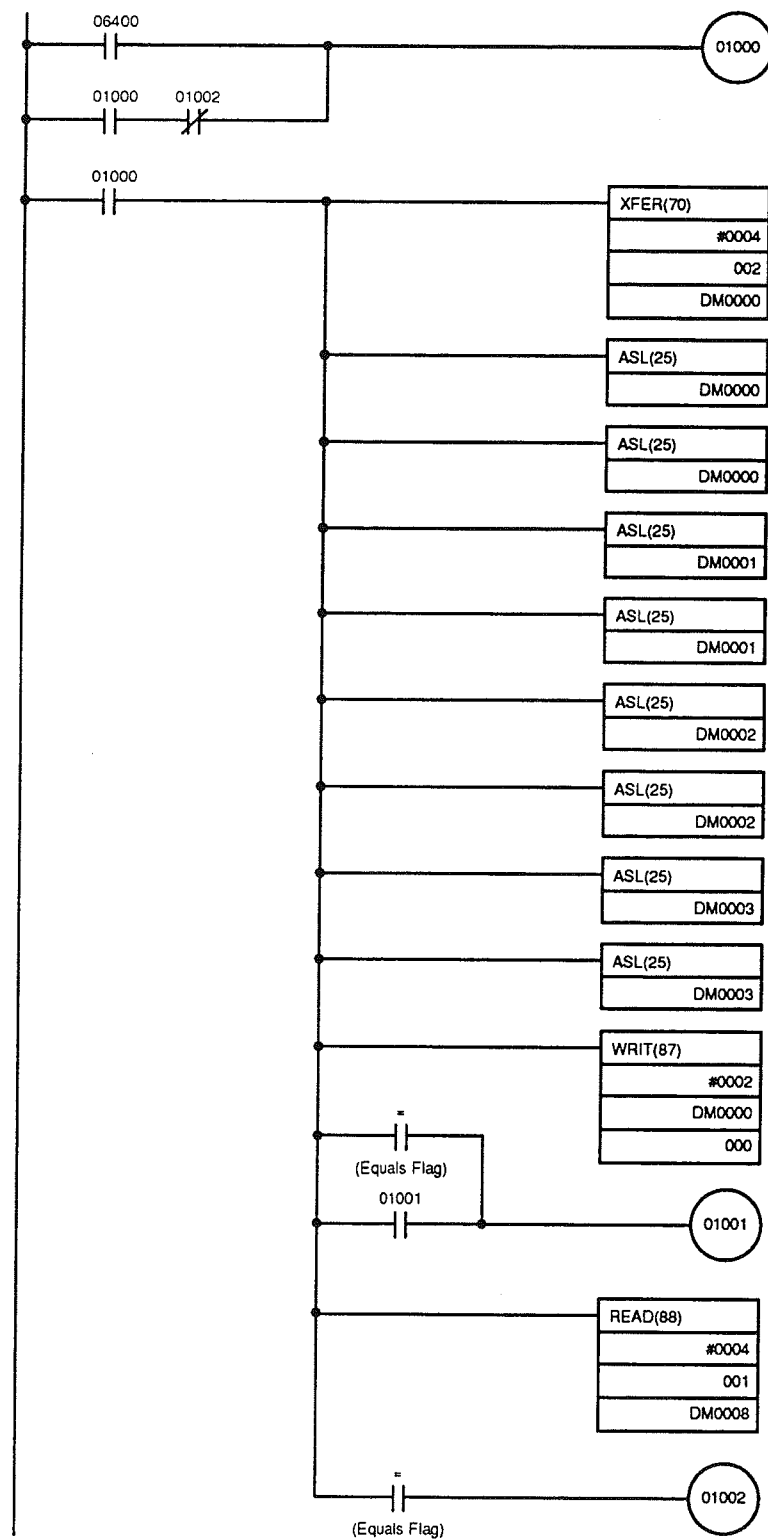 06400
01000
01000 01002
01000
XFER(70)
#0004
002
DM0000
ASL(25)
DM0000
ASL(25)
DM0000
ASL(25)
DM0001
ASL(25)
DM0001
ASL(25)
DM0002
ASL(25)
DM0002
ASL(25)
DM0003
ASL(25)
DM0003
WRIT(87)
#0002
DM0000
000
=
(Equals Flag)
01001
01001
READ(88)
#0004
001
DM0008
=
(Equals Flag)
01002